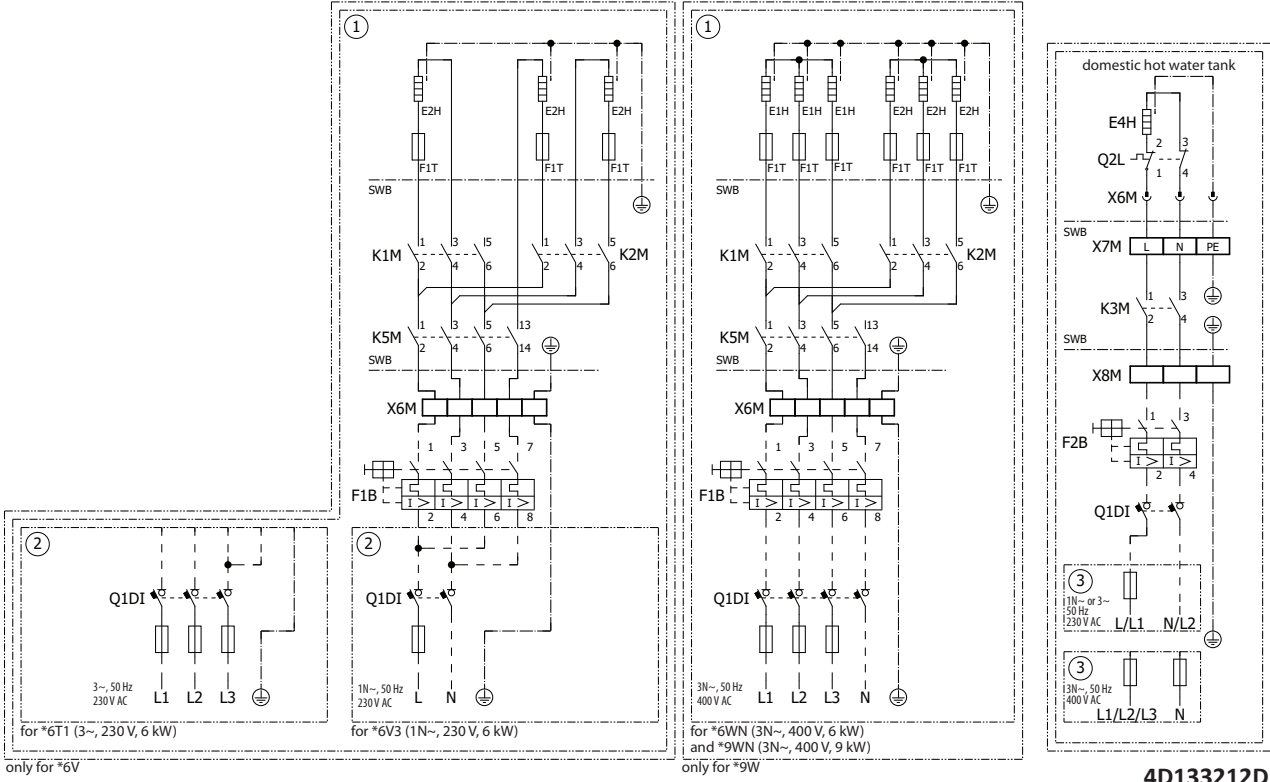 1
E2H E2H E2H
F1T F1T F1T
SWB
K1M 1 3 5 1 3 5 K2M
2 4 6 2 4 6
K5M 1 3 5 13
2 4 6 14
SWB
X6M
1 3 5 7
F1B I > I > I > I >
2 4 6 8
2
Q1DI
3~, 50 Hz
230 V AC
L1 L2 L3
for *6T1 (3~, 230 V, 6 kW)
2
Q1DI
1N~, 50 Hz
230 V AC
L N
for *6V3 (1N~, 230 V, 6 kW)
only for *6V
1
E1H E1H E1H E2H E2H E2H
F1T F1T F1T F1T F1T F1T
SWB
K1M 1 3 5 1 3 5 K2M
2 4 6 2 4 6
K5M 1 3 5 13
2 4 6 14
SWB
X6M
1 3 5 7
F1B I > I > I > I >
2 4 6 8
Q1DI
3N~, 50 Hz
400 V AC
L1 L2 L3 N
for *6WN (3N~, 400 V, 6 kW)
and *9WN (3N~, 400 V, 9 kW)
only for *9W
domestic hot water tank
E4H
2 3
Q2L
1 4
X6M
SWB
X7M L N PE
K3M 1 3
2 4
SWB
X8M
1 3
F2B I > I >
2 4
Q1DI
3
1N~ or 3~
50 Hz
230 V AC
L/L1 N/L2
3
3N~, 50 Hz
400 V AC
L1/L2/L3 N
4D133212D